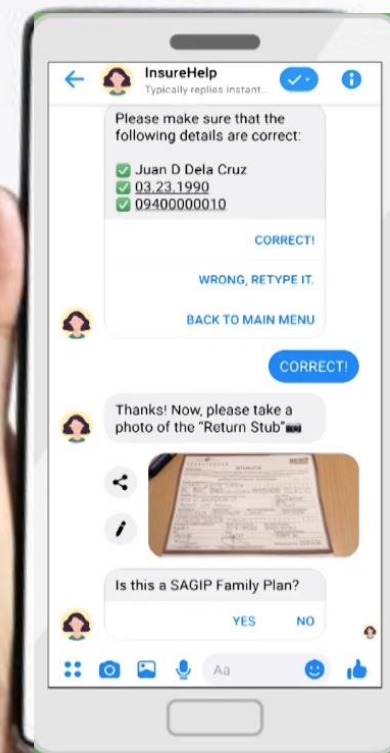 InsureHelp
Typically replies instant...
Please make sure that the
following details are correct:
✅ Juan D Dela Cruz
✅ 03.23.1990
✅ 09400000010
CORRECT!
WRONG, RETYPE IT.
BACK TO MAIN MENU
CORRECT!
Thanks! Now, please take a
photo of the "Return Stub"📷
Is this a SAGIP Family Plan?
YES NO
Aa